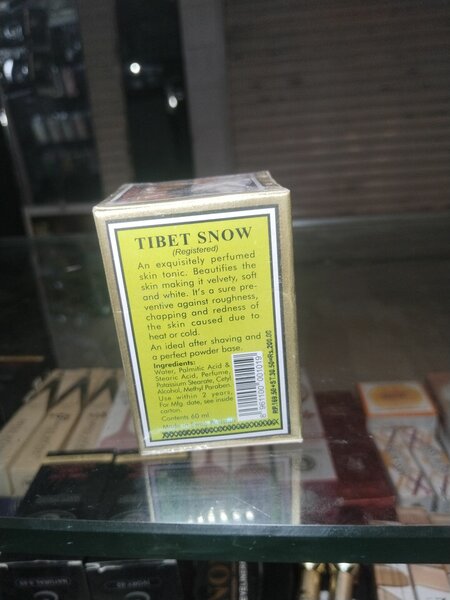 TIBET SNOW
(Registered)
An exquisitely perfumed
skin tonic. Beautifies the
skin making it velvety, soft
and white. It's a sure pre-
ventive against roughness,
chapping and redness of
the skin caused due to
heat or cold.
An ideal after shaving and
a perfect powder base.
Ingredients:
Water, Palmitic Acid &
Stearic Acid, Perfume,
Potassium Stearate, Cetyl
Alcohol, Methyl Paraben.
Use within 2 years.
For Mfg. date, see inside
carton.
Contents 60 ml
Made in